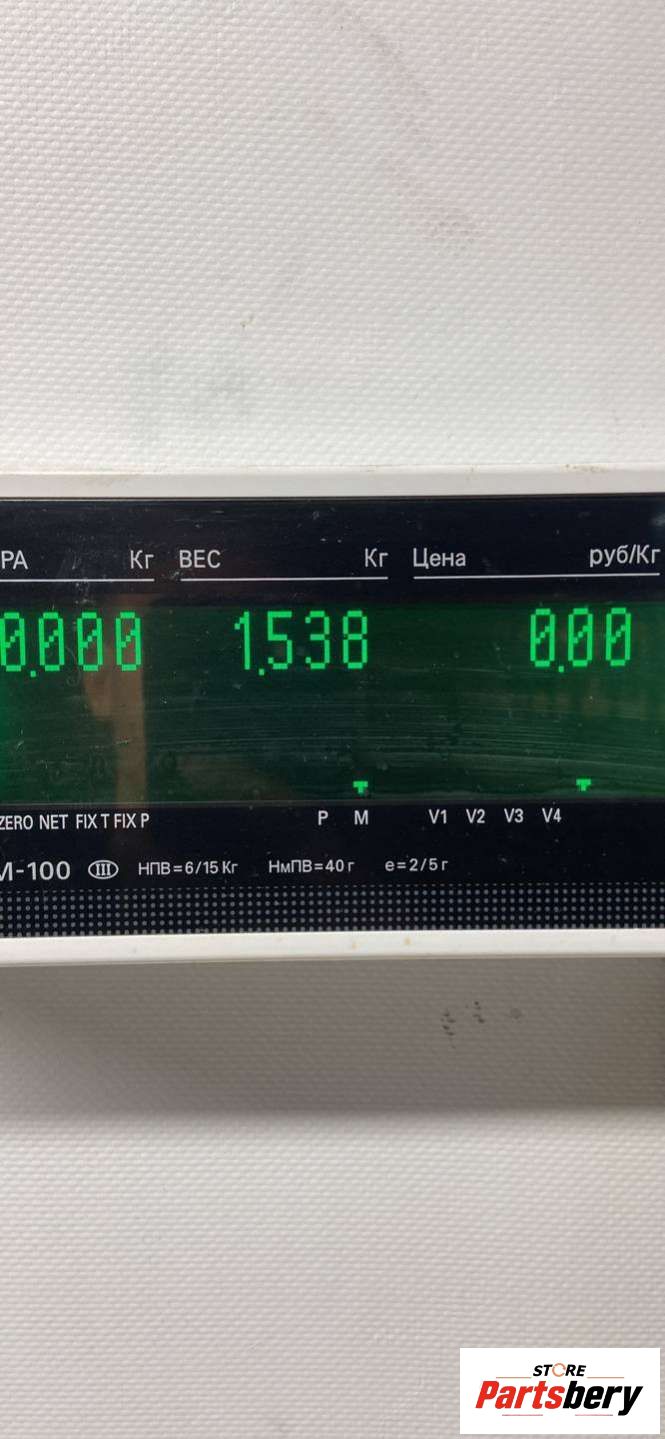 РА Кг ВЕС Кг Цена руб/Кг
0.000 1.538 0.00
ZERO NET FIX T FIX P P M V1 V2 V3 V4
M-100 III НПВ=6/15 Кг НмПВ=40 г е=2/5 г
STORE
Partsbery